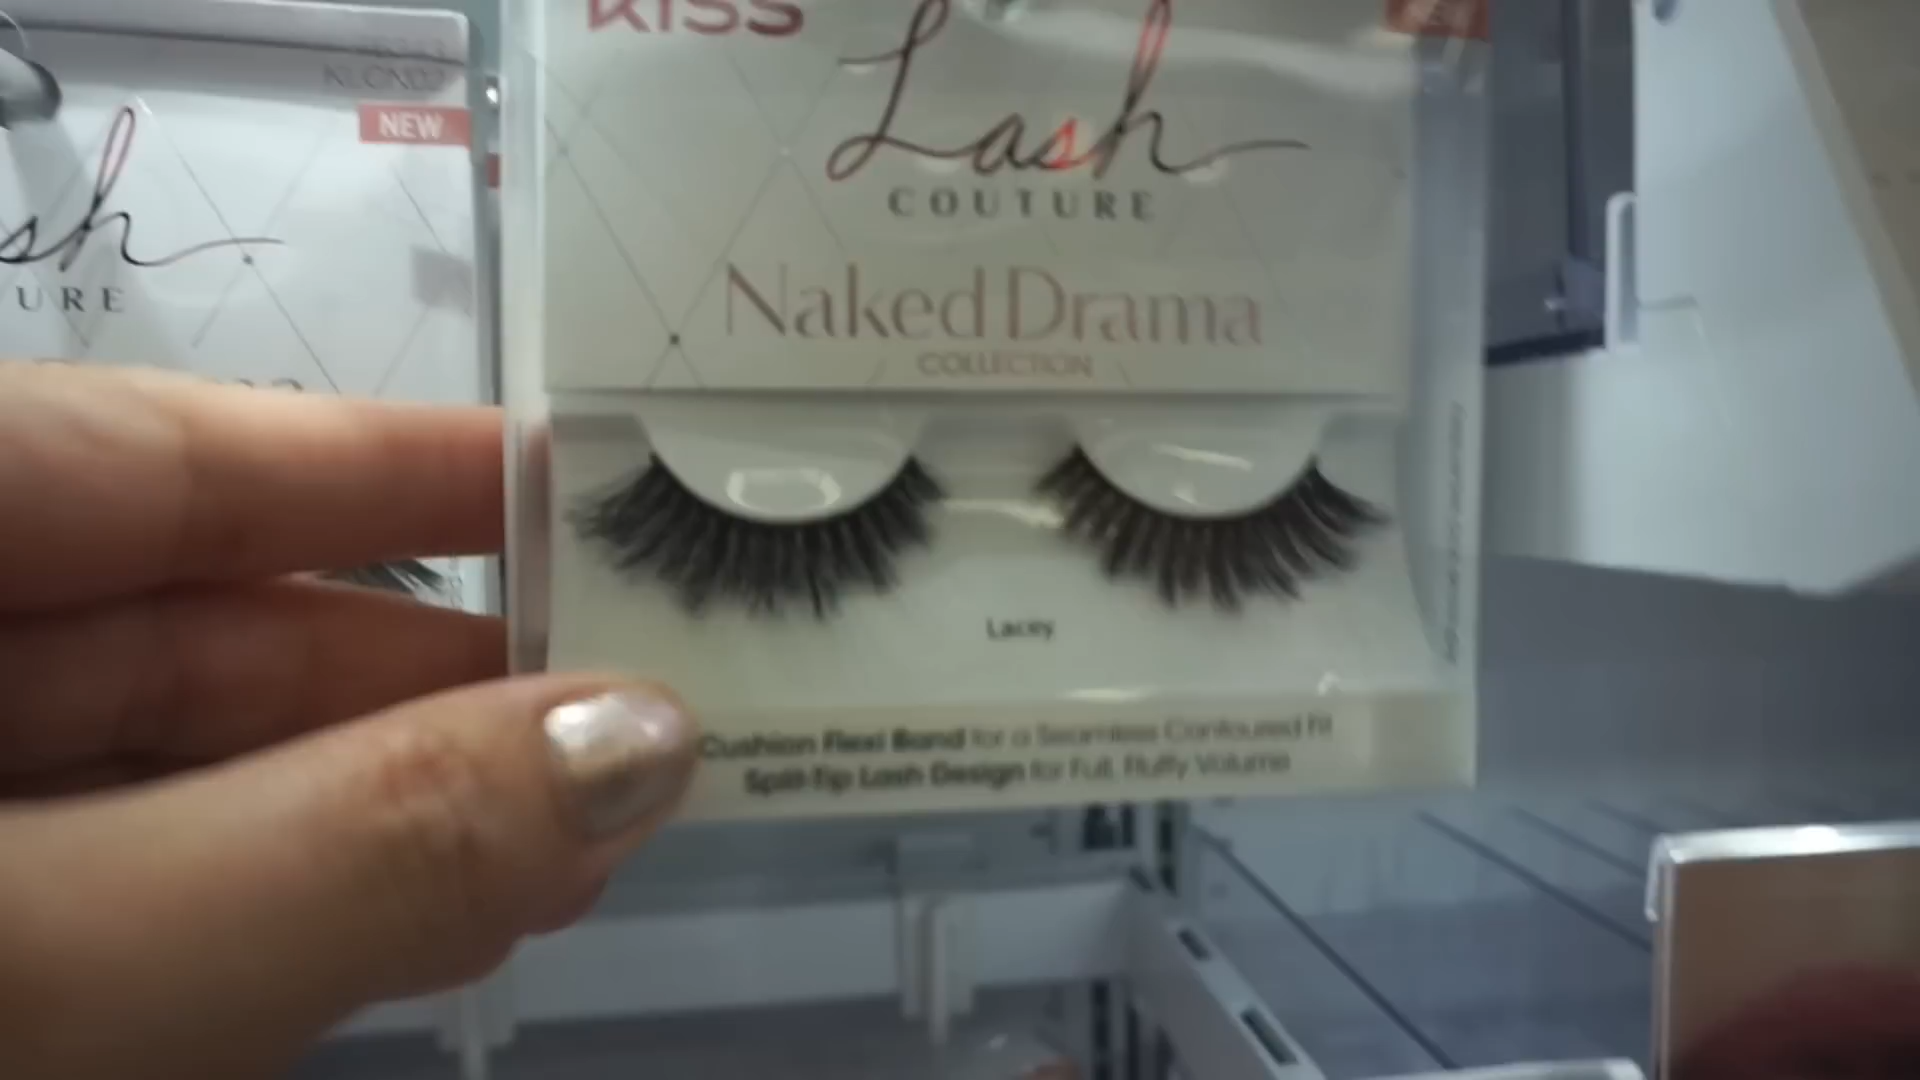 KLCN02
NEW
sh
URE
KISS
Lash
COUTURE
Naked Drama
COLLECTION
Lacey
Cushion Flexi Band for a Seamless Contoured Fit
Split-Tip Lash Design for Full, Fluffy Volume